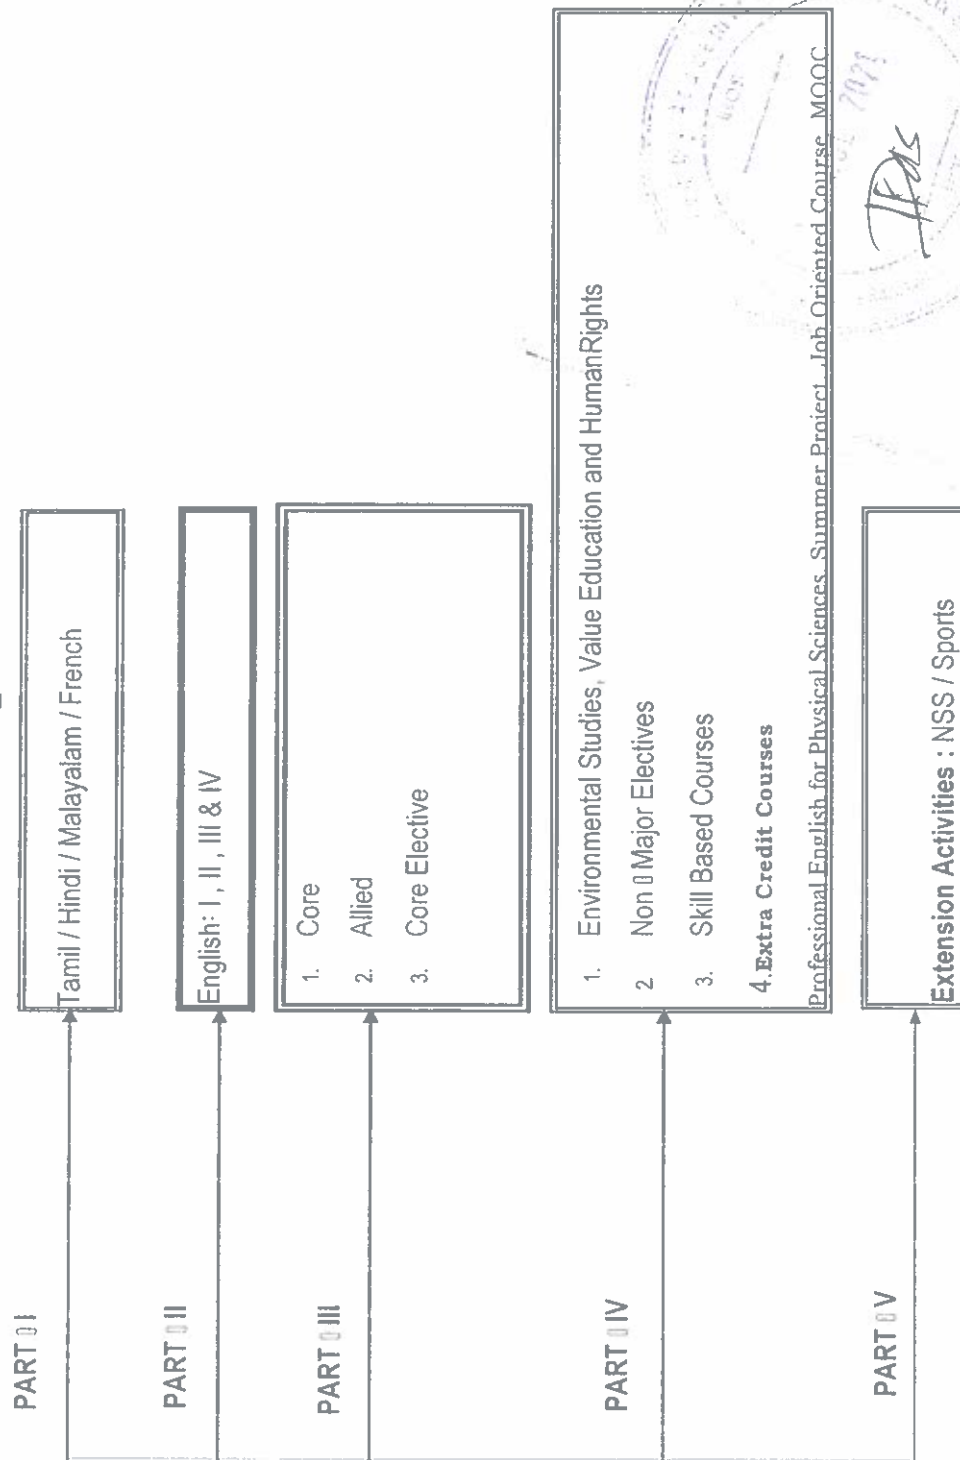 PART I
Tamil / Hindi / Malayalam / French
PART II
English: I , II , III & IV
PART III
1. Core
2. Allied
3. Core Elective
PART IV
1. Environmental Studies, Value Education and HumanRights
2 Non Major Electives
3. Skill Based Courses
4.Extra Credit Courses
Professional English for Physical Sciences, Summer Project, Job Oriented Course, MOOC
PART V
Extension Activities : NSS / Sports